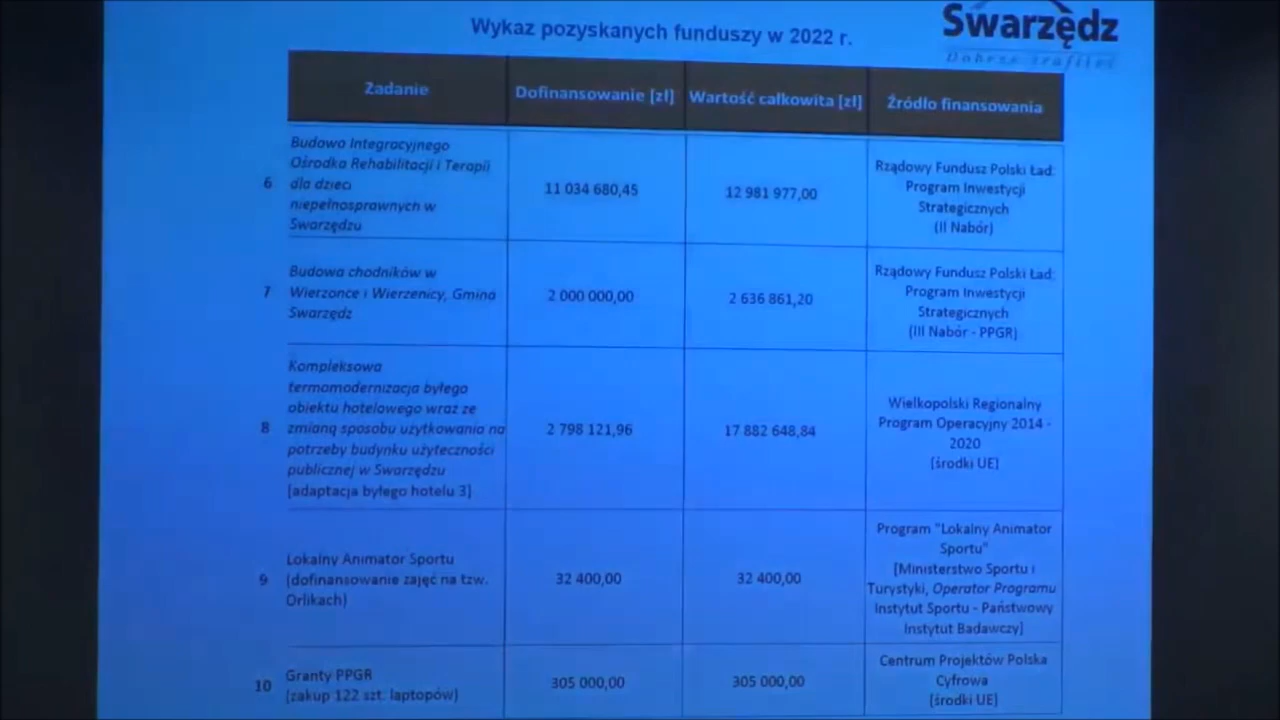 Wykaz pozyskanych funduszy w 2022 r.
Swarzędz
Dobrze trafiłeś
Zadanie
Dofinansowanie [zł]
Wartość całkowita [zł]
Źródło finansowania
6
Budowa Integracyjnego
Ośrodka Rehabilitacji i Terapii
dla dzieci
niepełnosprawnych w
Swarzędzu
11 034 680,45
12 981 977,00
Rządowy Fundusz Polski Ład:
Program Inwestycji
Strategicznych
(II Nabór)
7
Budowa chodników w
Wierzonce i Wierzenicy, Gmina
Swarzędz
2 000 000,00
2 636 861,20
Rządowy Fundusz Polski Ład:
Program Inwestycji
Strategicznych
(III Nabór - PPGR)
8
Kompleksowa
termomodernizacja byłego
obiektu hotelowego wraz ze
zmianą sposobu użytkowania na
potrzeby budynku użyteczności
publicznej w Swarzędzu
[adaptacja byłego hotelu 3]
2 798 121,96
17 882 648,84
Wielkopolski Regionalny
Program Operacyjny 2014 -
2020
[środki UE]
9
Lokalny Animator Sportu
(dofinansowanie zajęć na tzw.
Orlikach)
32 400,00
32 400,00
Program "Lokalny Animator
Sportu"
[Ministerstwo Sportu i
Turystyki, Operator Programu
Instytut Sportu - Państwowy
Instytut Badawczy]
10
Granty PPGR
(zakup 122 szt. laptopów)
305 000,00
305 000,00
Centrum Projektów Polska
Cyfrowa
[środki UE]